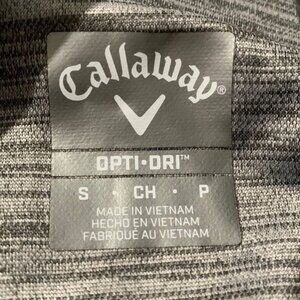 Callaway®
OPTI•DRI™
S • CH • P
MADE IN VIETNAM
HECHO EN VIETNAM
FABRIQUÉ AU VIETNAM